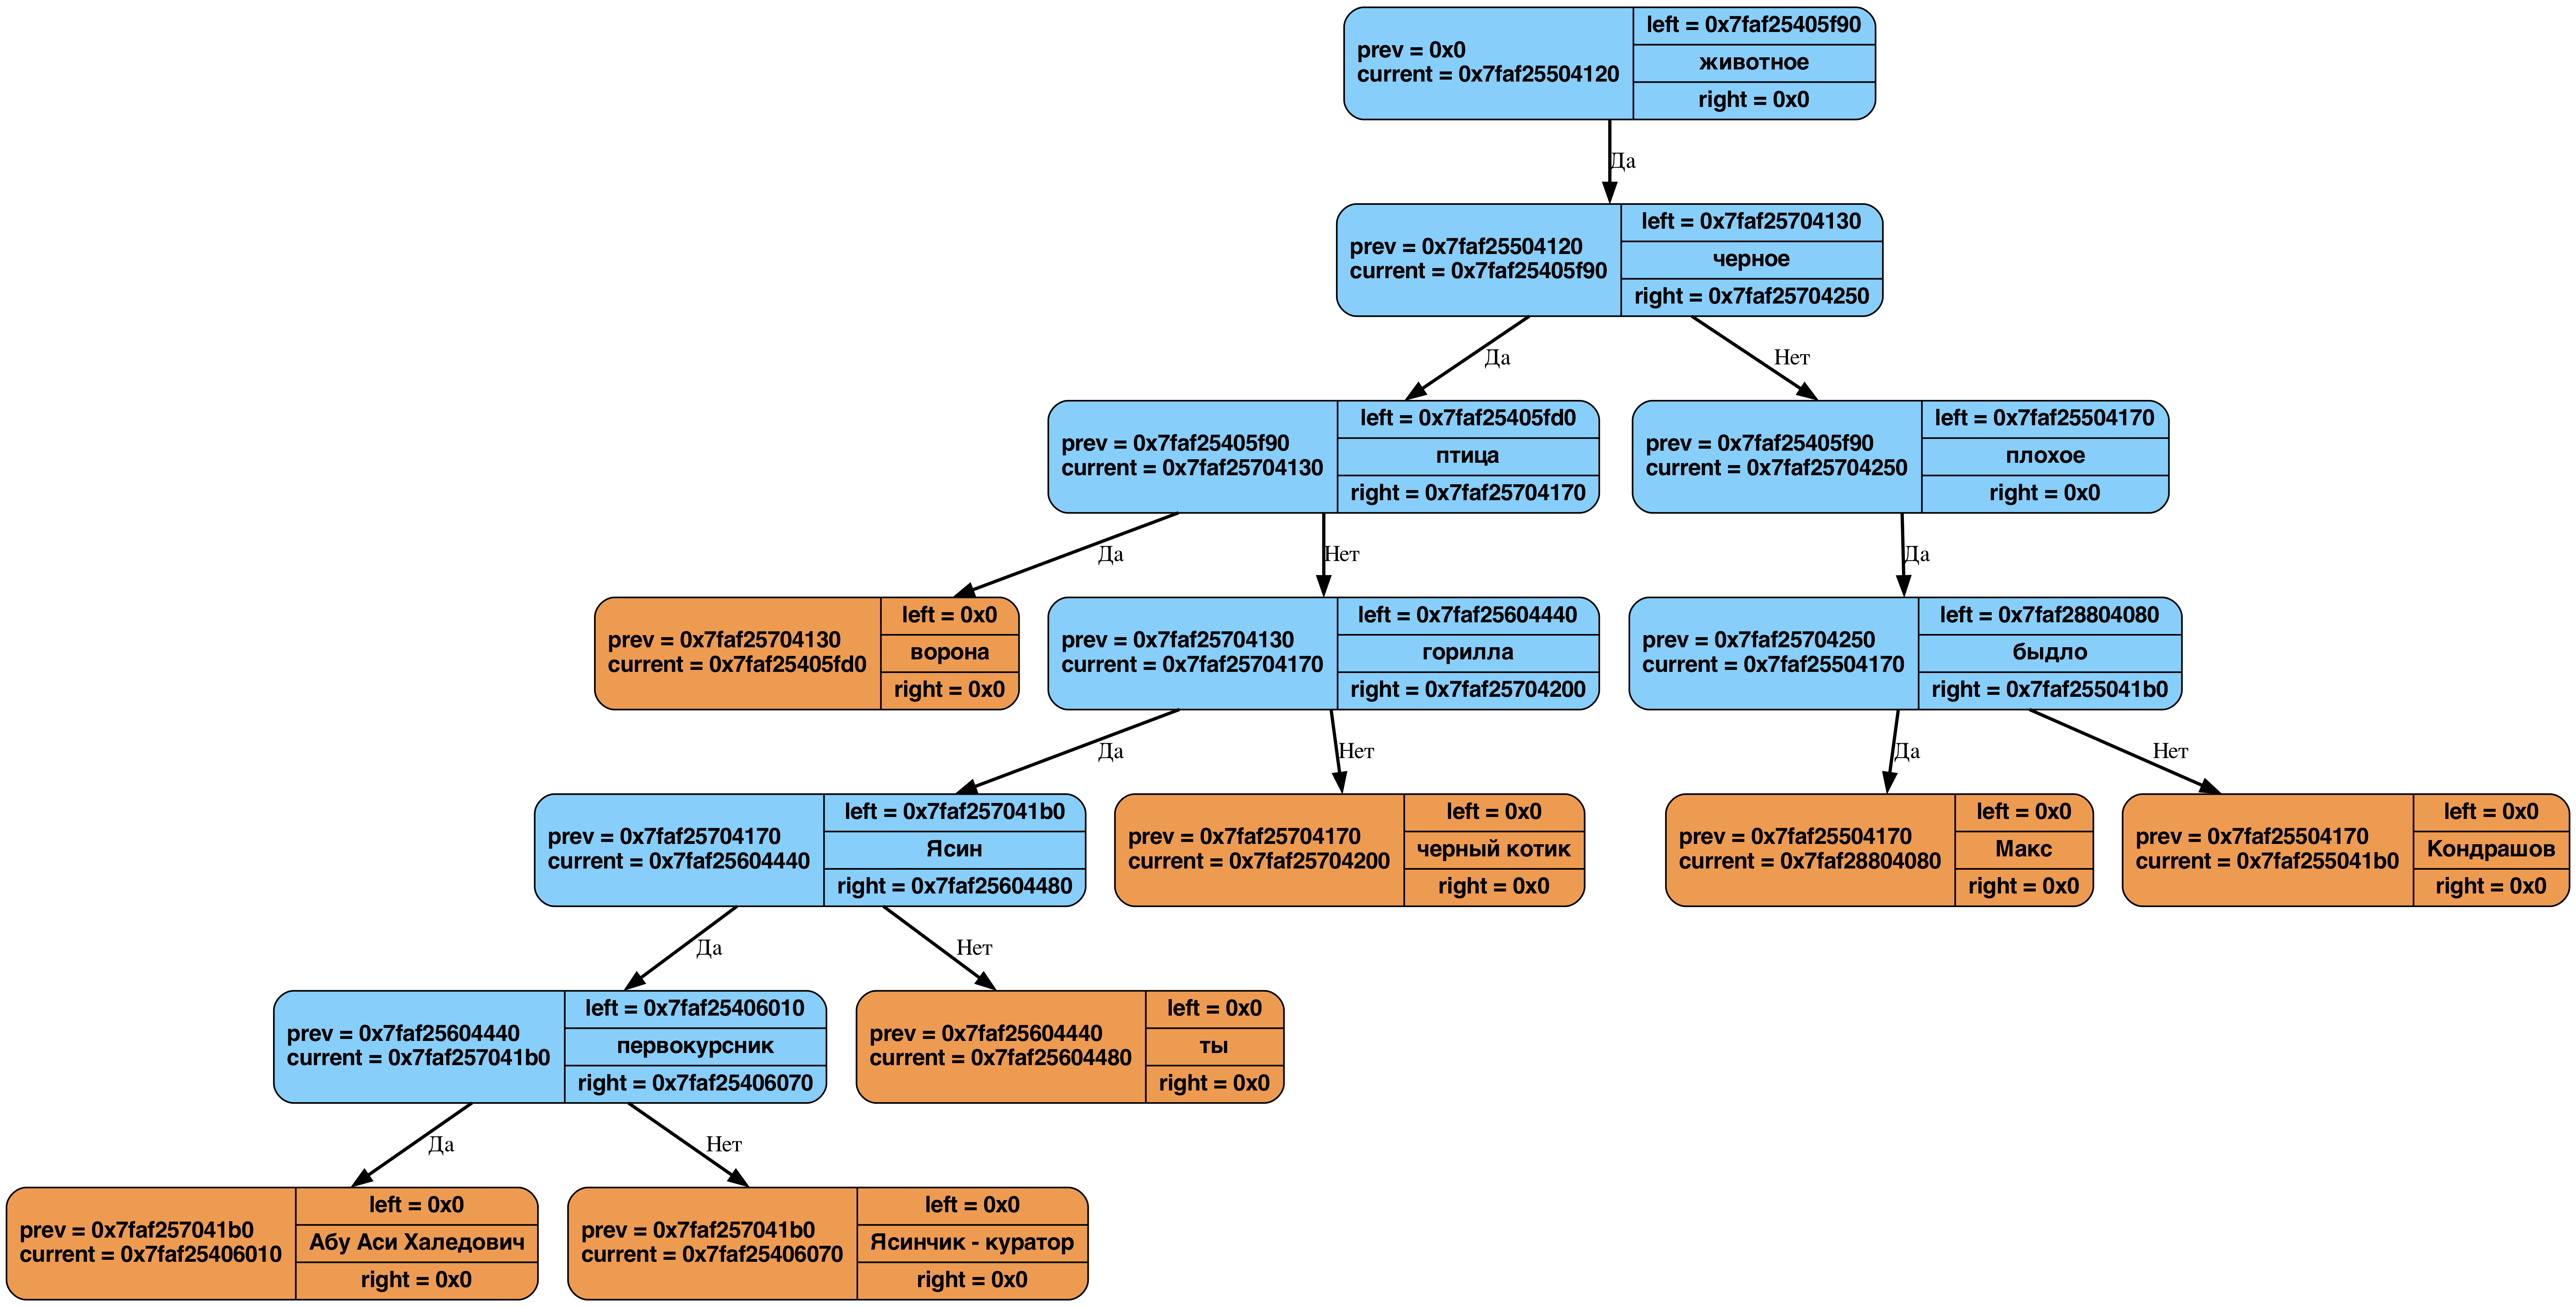 prev = 0x0
current = 0x7faf25504120
left = 0x7faf25405f90
животное
right = 0x0
Да
prev = 0x7faf25504120
current = 0x7faf25405f90
left = 0x7faf25704130
черное
right = 0x7faf25704250
Да
Нет
prev = 0x7faf25405f90
current = 0x7faf25704130
left = 0x7faf25405fd0
птица
right = 0x7faf25704170
prev = 0x7faf25405f90
current = 0x7faf25704250
left = 0x7faf25504170
плохое
right = 0x0
Да
Нет
Да
prev = 0x7faf25704130
current = 0x7faf25405fd0
left = 0x0
ворона
right = 0x0
prev = 0x7faf25704130
current = 0x7faf25704170
left = 0x7faf25604440
горилла
right = 0x7faf25704200
prev = 0x7faf25704250
current = 0x7faf25504170
left = 0x7faf28804080
быдло
right = 0x7faf255041b0
Да
Нет
Да
Нет
prev = 0x7faf25704170
current = 0x7faf25604440
left = 0x7faf257041b0
Ясин
right = 0x7faf25604480
prev = 0x7faf25704170
current = 0x7faf25704200
left = 0x0
черный котик
right = 0x0
prev = 0x7faf25504170
current = 0x7faf28804080
left = 0x0
Макс
right = 0x0
prev = 0x7faf25504170
current = 0x7faf255041b0
left = 0x0
Кондрашов
right = 0x0
Да
Нет
prev = 0x7faf25604440
current = 0x7faf257041b0
left = 0x7faf25406010
первокурсник
right = 0x7faf25406070
prev = 0x7faf25604440
current = 0x7faf25604480
left = 0x0
ты
right = 0x0
Да
Нет
prev = 0x7faf257041b0
current = 0x7faf25406010
left = 0x0
Абу Аси Халедович
right = 0x0
prev = 0x7faf257041b0
current = 0x7faf25406070
left = 0x0
Ясинчик - куратор
right = 0x0